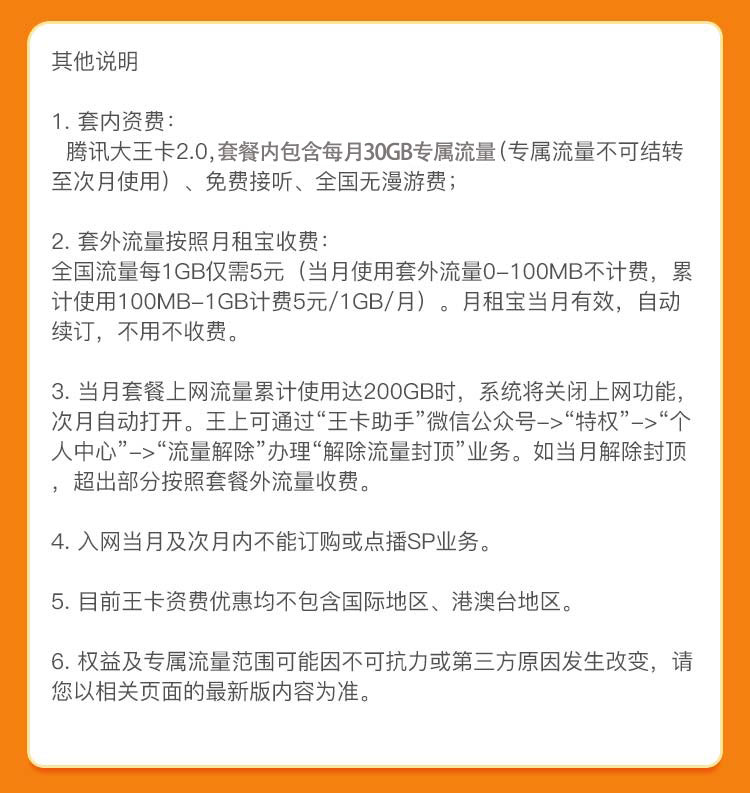 其他说明
1. 套内资费：
腾讯大王卡2.0,套餐内包含每月30GB专属流量(专属流量不可结转
至次月使用）、免费接听、全国无漫游费；
2. 套外流量按照月租宝收费：
全国流量每1GB仅需5元（当月使用套外流量0-100MB不计费，累
计使用100MB-1GB计费5元/1GB/月）。月租宝当月有效，自动
续订，不用不收费。
3. 当月套餐上网流量累计使用达200GB时，系统将关闭上网功能，
次月自动打开。王上可通过“王卡助手”微信公众号->“特权”->“个
人中心”->“流量解除”办理“解除流量封顶”业务。如当月解除封顶
，超出部分按照套餐外流量收费。
4. 入网当月及次月内不能订购或点播SP业务。
5. 目前王卡资费优惠均不包含国际地区、港澳台地区。
6. 权益及专属流量范围可能因不可抗力或第三方原因发生改变，请
您以相关页面的最新版内容为准。